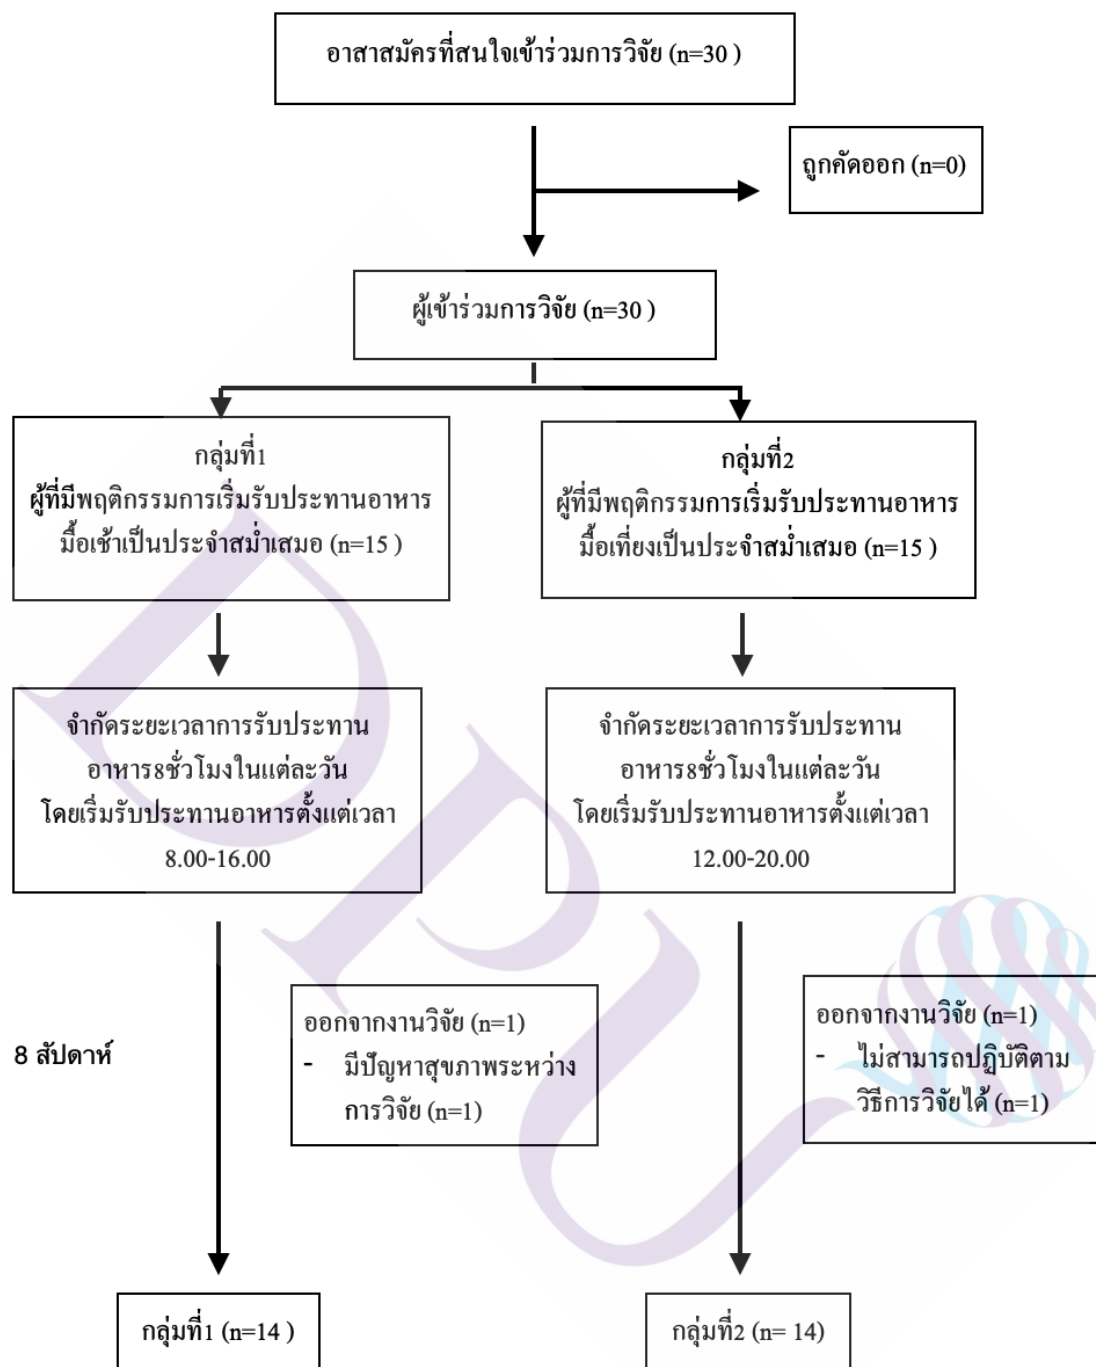 อาสาสมัครที่สนใจเข้าร่วมการวิจัย (n=30 )
ถูกคัดออก (n=0)
ผู้เข้าร่วมการวิจัย (n=30 )
กลุ่มที่1
ผู้ที่มีพฤติกรรมการเริ่มรับประทานอาหาร
มื้อเช้าเป็นประจำสม่ำเสมอ (n=15 )
กลุ่มที่2
ผู้ที่มีพฤติกรรมการเริ่มรับประทานอาหาร
มื้อเที่ยงเป็นประจำสม่ำเสมอ (n=15 )
จำกัดระยะเวลาการรับประทาน
อาหาร8ชั่วโมงในแต่ละวัน
โดยเริ่มรับประทานอาหารตั้งแต่เวลา
8.00-16.00
จำกัดระยะเวลาการรับประทาน
อาหาร8ชั่วโมงในแต่ละวัน
โดยเริ่มรับประทานอาหารตั้งแต่เวลา
12.00-20.00
8 สัปดาห์
ออกจากงานวิจัย (n=1)
- มีปัญหาสุขภาพระหว่าง
การวิจัย (n=1)
ออกจากงานวิจัย (n=1)
- ไม่สามารถปฏิบัติตาม
วิธีการวิจัยได้ (n=1)
กลุ่มที่1 (n=14 )
กลุ่มที่2 (n= 14)
DPU